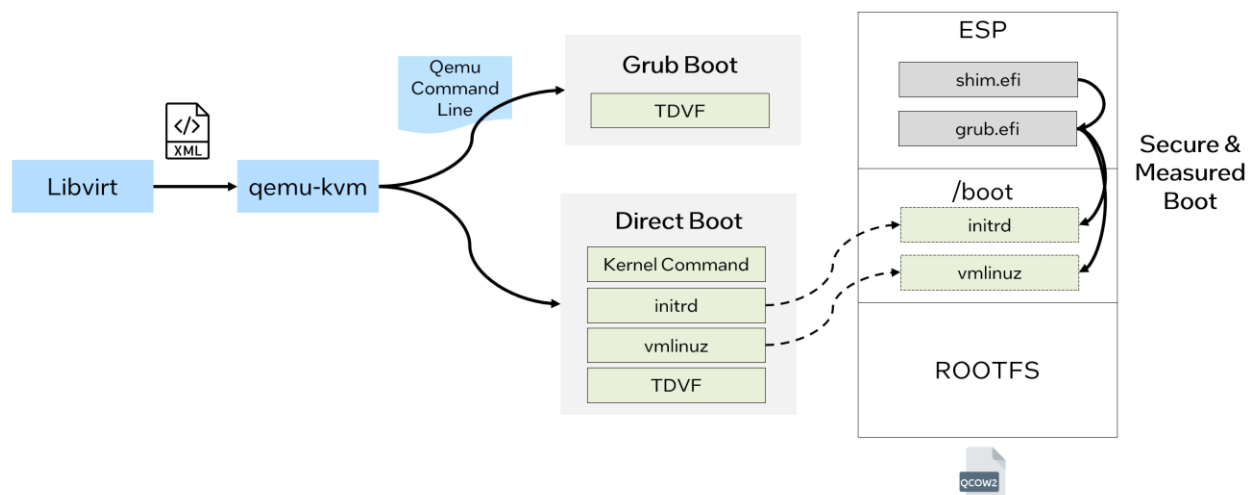 Libvirt
</>
XML
qemu-kvm
Qemu
Command
Line
Grub Boot
TDVF
Direct Boot
Kernel Command
initrd
vmlinuz
TDVF
ESP
shim.efi
grub.efi
/boot
initrd
vmlinuz
ROOTFS
QCOW2
Secure &
Measured
Boot